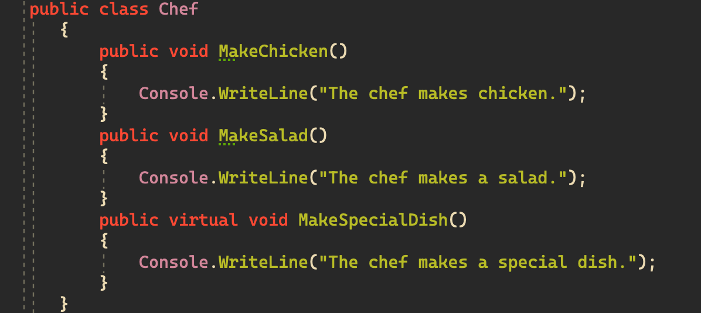 public class Chef
{
public void MakeChicken()
{
Console.WriteLine("The chef makes chicken.");
}
public void MakeSalad()
{
Console.WriteLine("The chef makes a salad.");
}
public virtual void MakeSpecialDish()
{
Console.WriteLine("The chef makes a special dish.");
}
}